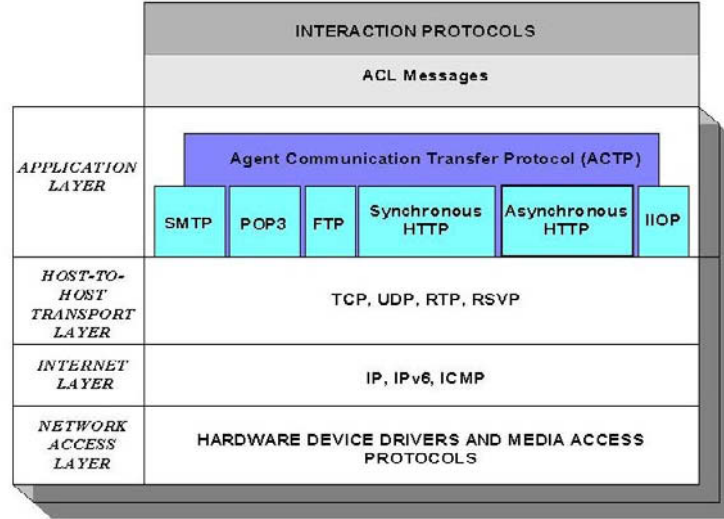 INTERACTION PROTOCOLS
ACL Messages
APPLICATION
LAYER
Agent Communication Transfer Protocol (ACTP)
SMTP
POP3
FTP
Synchronous
HTTP
Asynchronous
HTTP
IIOP
HOST-TO-
HOST
TRANSPORT
LAYER
TCP, UDP, RTP, RSVP
INTERNET
LAYER
IP, IPv6, ICMP
NETWORK
ACCESS
LAYER
HARDWARE DEVICE DRIVERS AND MEDIA ACCESS
PROTOCOLS